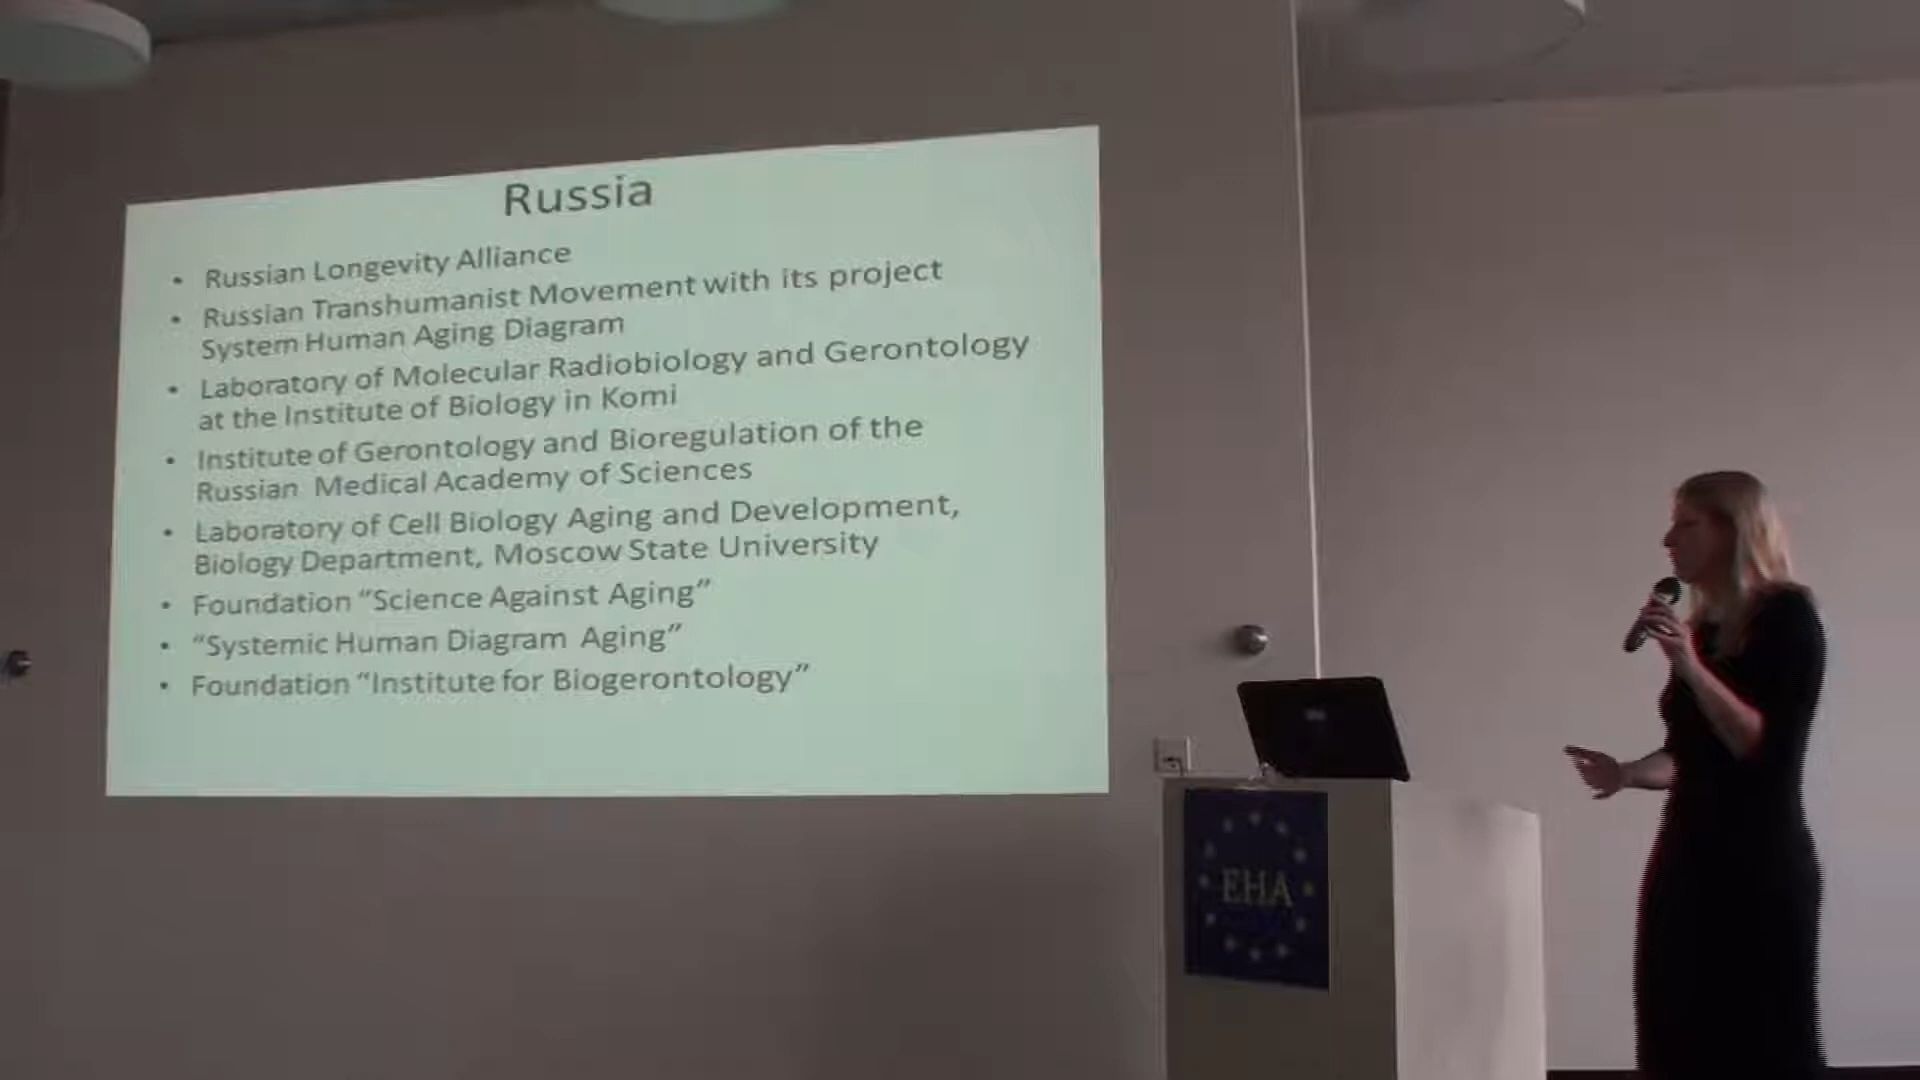 Russia
• Russian Longevity Alliance
• Russian Transhumanist Movement with its project
System Human Aging Diagram
• Laboratory of Molecular Radiobiology and Gerontology
at the Institute of Biology in Komi
• Institute of Gerontology and Bioregulation of the
Russian Medical Academy of Sciences
• Laboratory of Cell Biology Aging and Development,
Biology Department, Moscow State University
• Foundation “Science Against Aging”
• “Systemic Human Diagram Aging”
• Foundation “Institute for Biogerontology”
EHA